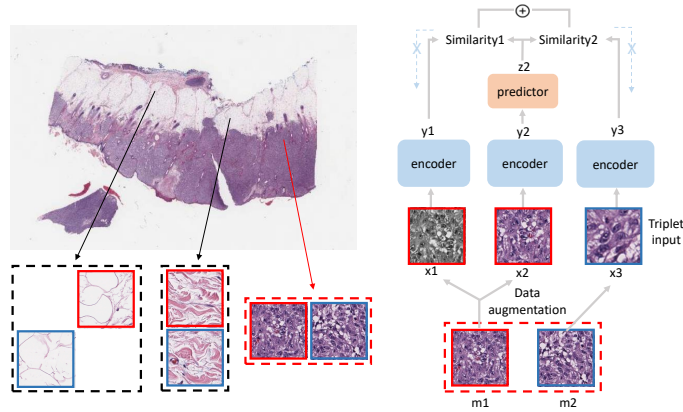 Similarity1
Similarity2
z2
predictor
y1
y2
y3
encoder
encoder
encoder
Triplet
input
x1
x2
x3
Data
augmentation
m1
m2